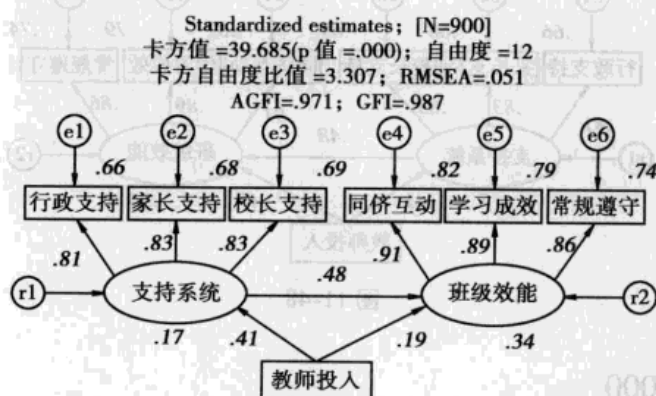 Standardized estimates; [N=900]
卡方值 =39.685(p 值 =.000); 自由度 =12
卡方自由度比值 =3.307; RMSEA=.051
AGFI=.971; GFI=.987
e1 e2 e3 e4 e5 e6
.66 .68 .69 .82 .79 .74
行政支持 家长支持 校长支持 同侪互动 学习成效 常规遵守
.81 .83 .83 .91 .89 .86
r1 支持系统 .48 班级效能 r2
.17 .41 .19 .34
教师投入